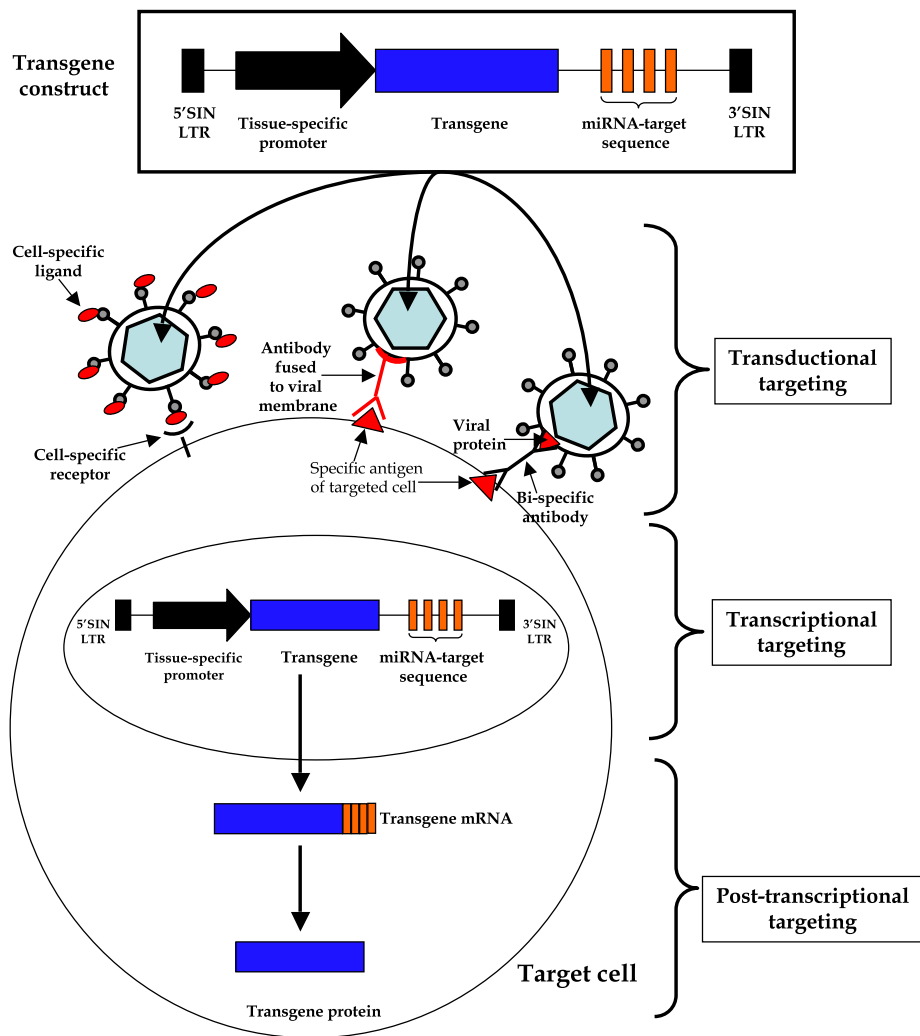 Transgene
construct
5’SIN
LTR
Tissue-specific
promoter
Transgene
miRNA-target
sequence
3’SIN
LTR
Cell-specific
ligand
Antibody
fused
to viral
membrane
Transductional
targeting
Viral
protein
Cell-specific
receptor
Specific antigen
of targeted cell
Bi-specific
antibody
5’SIN
LTR
Tissue-specific
promoter
Transgene
miRNA-target
sequence
3’SIN
LTR
Transcriptional
targeting
Transgene mRNA
Post-transcriptional
targeting
Target cell
Transgene protein